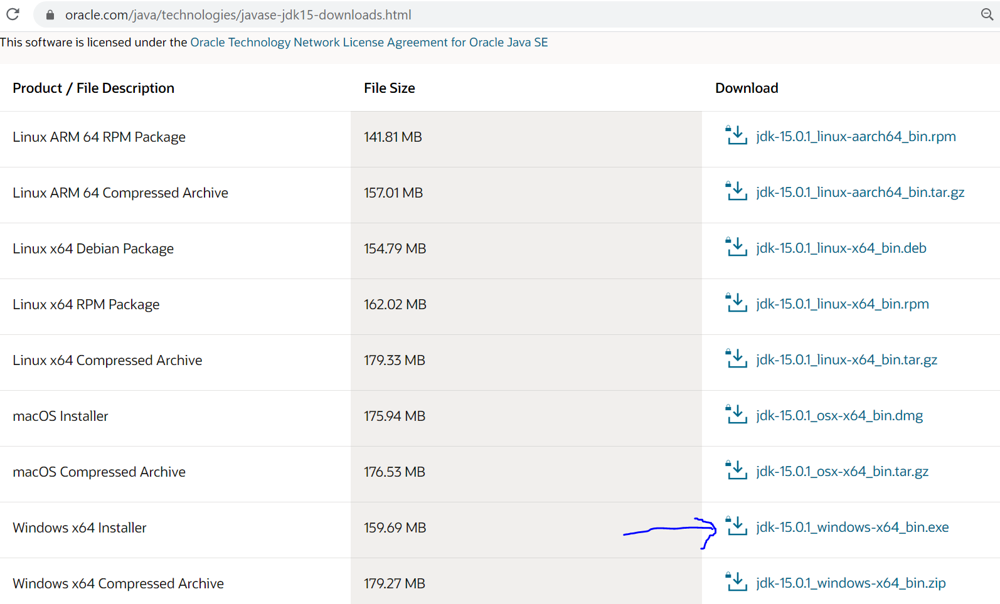 oracle.com/java/technologies/javase-jdk15-downloads.html
This software is licensed under the Oracle Technology Network License Agreement for Oracle Java SE
Product / File Description File Size Download
Linux ARM 64 RPM Package 141.81 MB jdk-15.0.1_linux-aarch64_bin.rpm
Linux ARM 64 Compressed Archive 157.01 MB jdk-15.0.1_linux-aarch64_bin.tar.gz
Linux x64 Debian Package 154.79 MB jdk-15.0.1_linux-x64_bin.deb
Linux x64 RPM Package 162.02 MB jdk-15.0.1_linux-x64_bin.rpm
Linux x64 Compressed Archive 179.33 MB jdk-15.0.1_linux-x64_bin.tar.gz
macOS Installer 175.94 MB jdk-15.0.1_osx-x64_bin.dmg
macOS Compressed Archive 176.53 MB jdk-15.0.1_osx-x64_bin.tar.gz
Windows x64 Installer 159.69 MB jdk-15.0.1_windows-x64_bin.exe
Windows x64 Compressed Archive 179.27 MB jdk-15.0.1_windows-x64_bin.zip